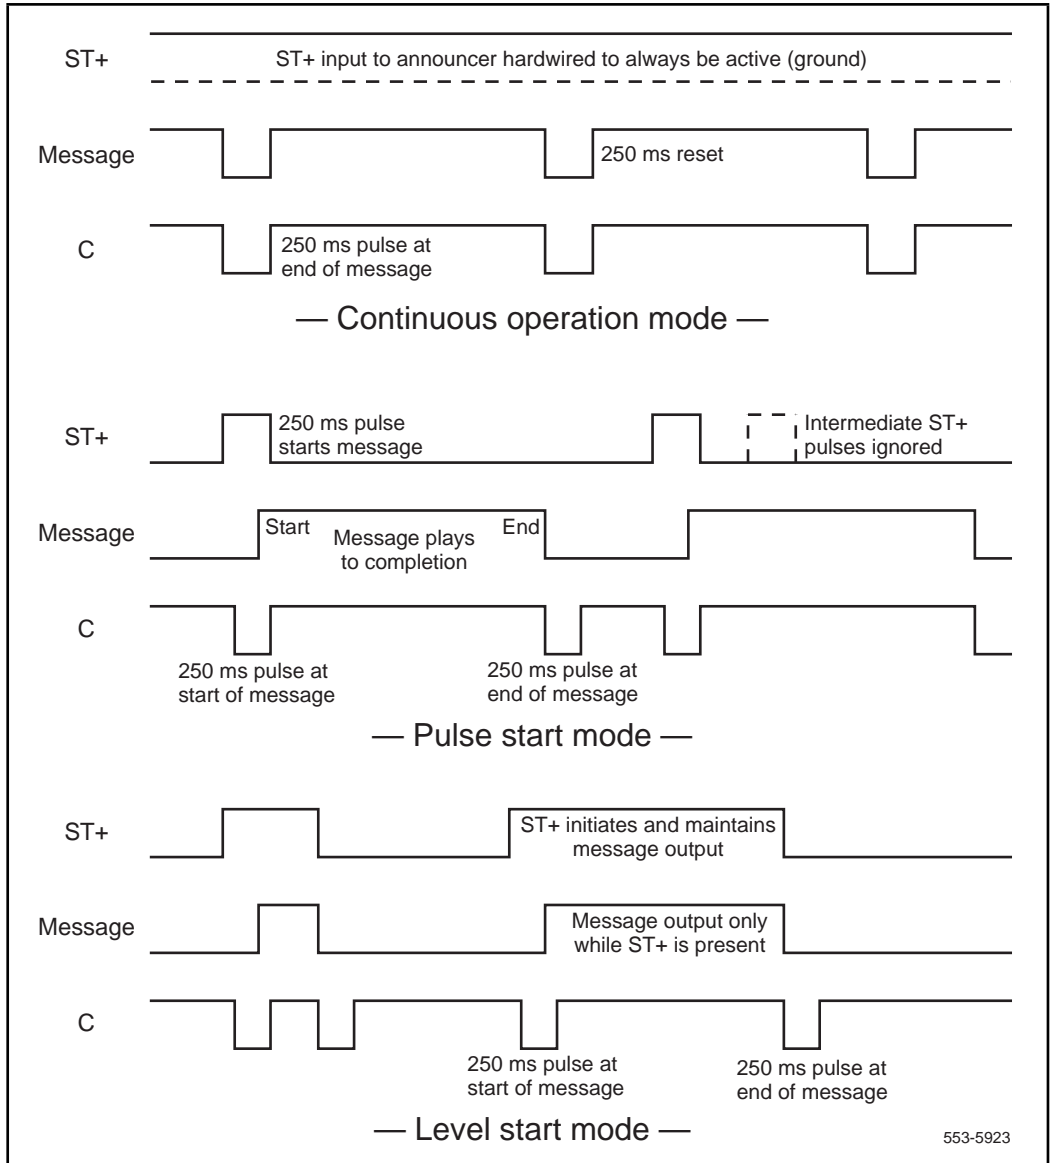 ST+
ST+ input to announcer hardwired to always be active (ground)
Message
250 ms reset
C
250 ms pulse at
end of message
— Continuous operation mode —
ST+
250 ms pulse
starts message
Intermediate ST+
pulses ignored
Message
Start
Message plays
to completion
End
C
250 ms pulse at
start of message
250 ms pulse at
end of message
— Pulse start mode —
ST+
ST+ initiates and maintains
message output
Message
Message output only
while ST+ is present
C
250 ms pulse at
start of message
250 ms pulse at
end of message
— Level start mode —
553-5923